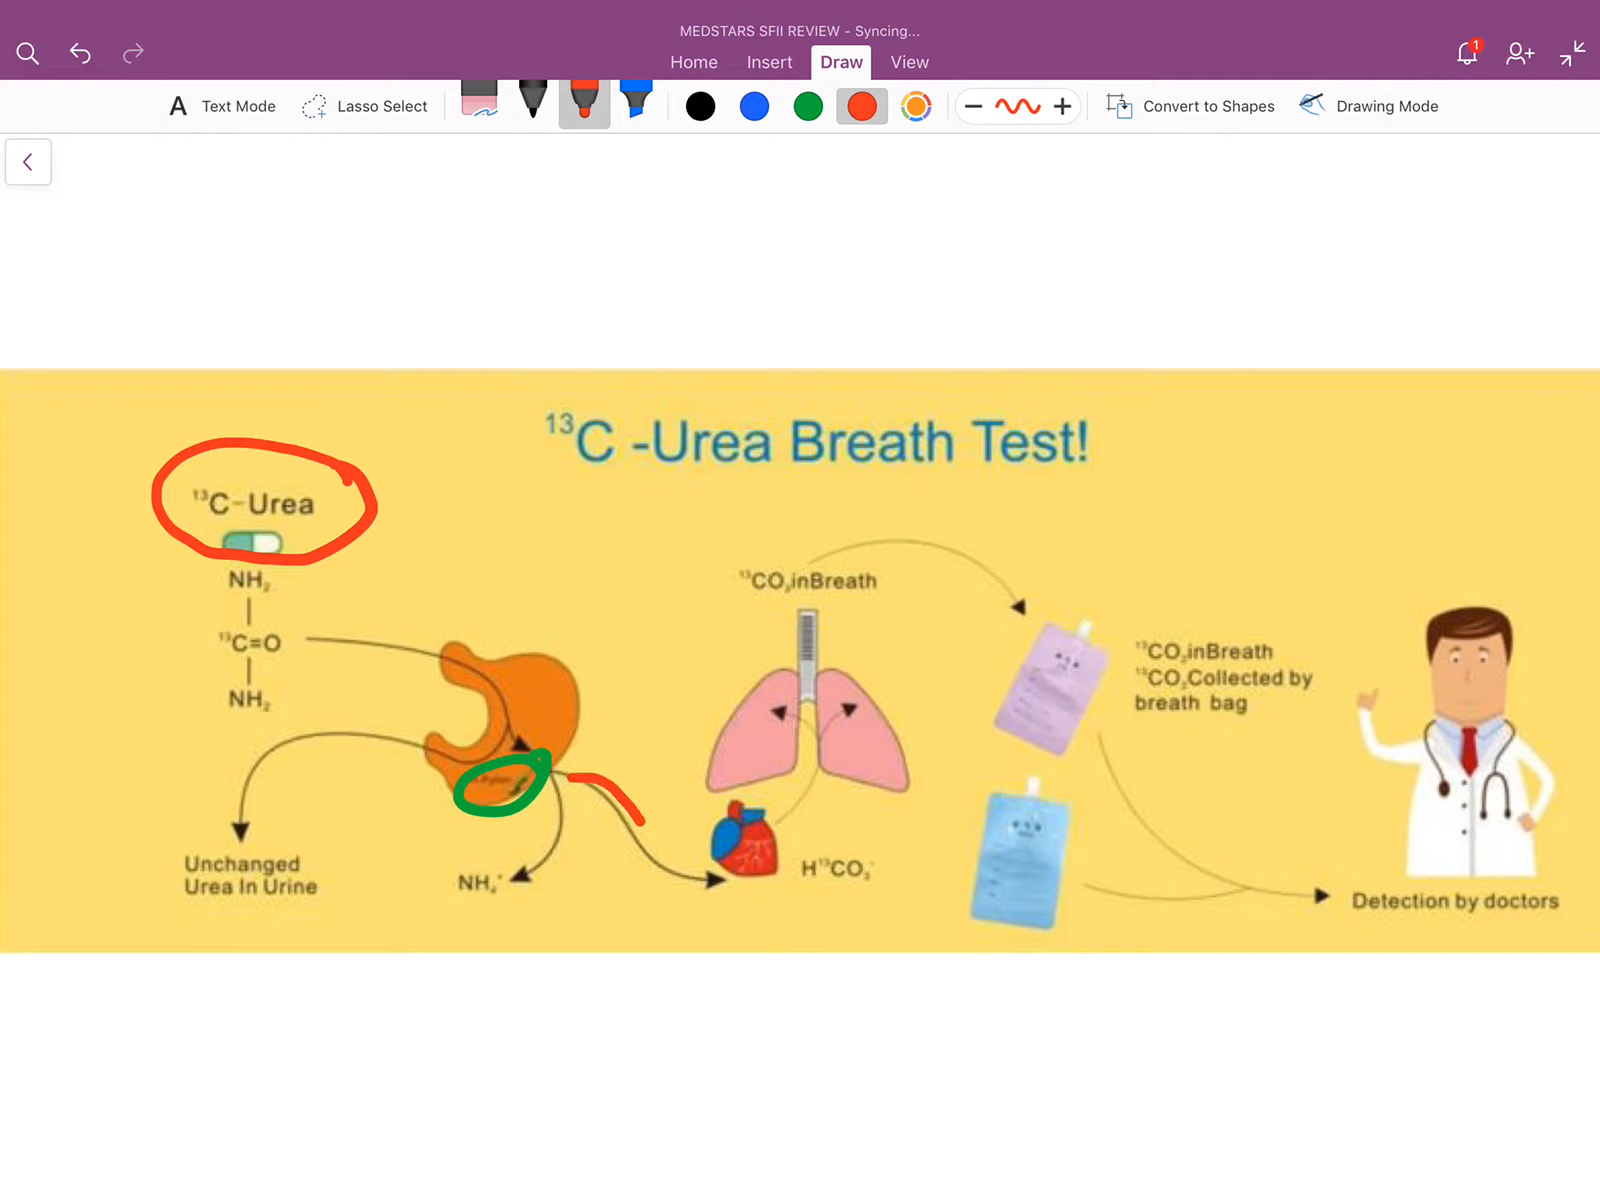 MEDSTARS SFII REVIEW - Syncing...
Home Insert Draw View
1
A Text Mode Lasso Select Convert to Shapes Drawing Mode
¹³C -Urea Breath Test!
¹³C-Urea
NH₂
¹³C=O
NH₂
Unchanged
Urea In Urine
NH₄⁺
¹³CO₂inBreath
H¹³CO₃⁻
¹³CO₂inBreath
¹³CO₂Collected by
breath bag
Detection by doctors